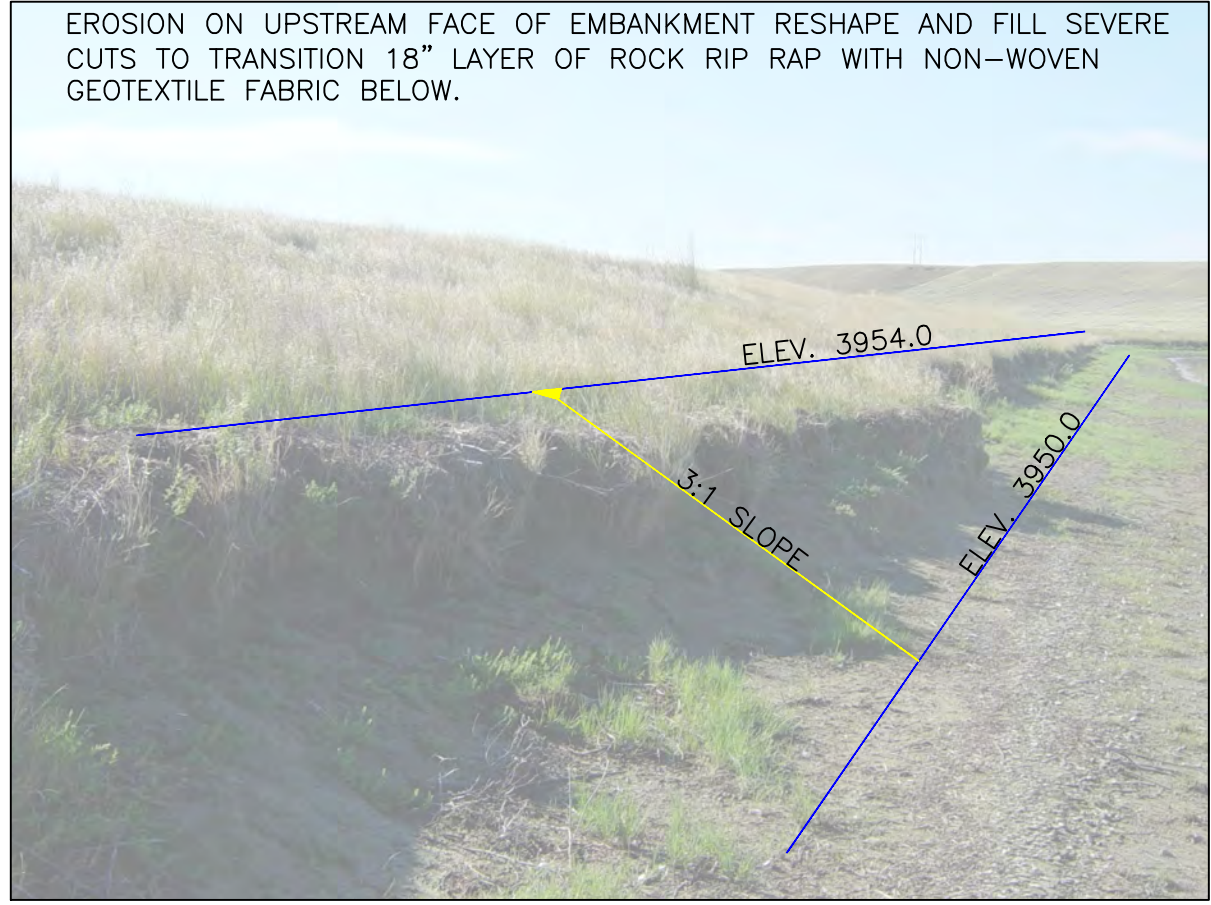 EROSION ON UPSTREAM FACE OF EMBANKMENT RESHAPE AND FILL SEVERE
CUTS TO TRANSITION 18” LAYER OF ROCK RIP RAP WITH NON-WOVEN
GEOTEXTILE FABRIC BELOW.
ELEV. 3954.0
3:1 SLOPE
ELEV. 3950.0